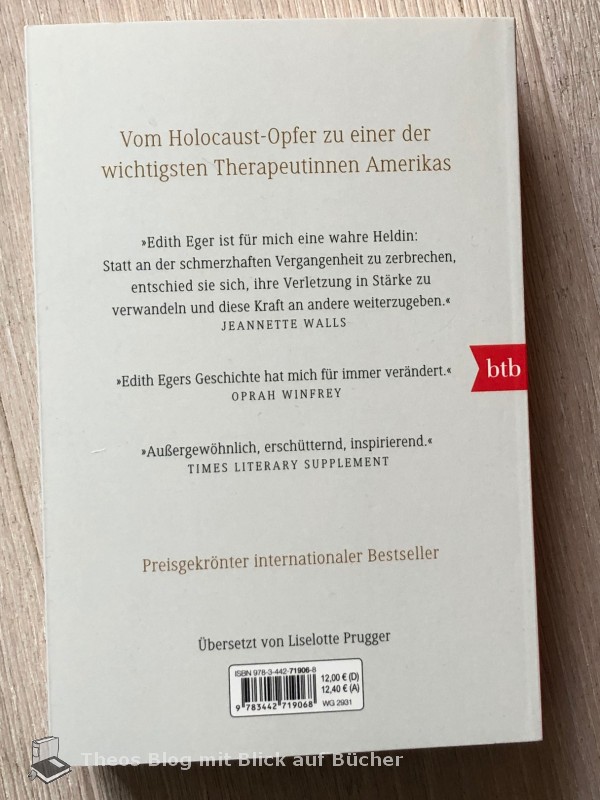 Vom Holocaust-Opfer zu einer der
wichtigsten Therapeutinnen Amerikas
»Edith Eger ist für mich eine wahre Heldin:
Statt an der schmerzhaften Vergangenheit zu zerbrechen,
entschied sie sich, ihre Verletzung in Stärke zu
verwandeln und diese Kraft an andere weiterzugeben.«
JEANNETTE WALLS
btb
»Edith Egers Geschichte hat mich für immer verändert.«
OPRAH WINFREY
»Außergewöhnlich, erschütternd, inspirierend.«
TIMES LITERARY SUPPLEMENT
Preisgekrönter internationaler Bestseller
Übersetzt von Liselotte Prugger
ISBN 978-3-442-71906-8
12,00 € (D)
12,40 € (A)
WG 2931
9 783442 719068
Theos Blog mit Blick auf Bücher